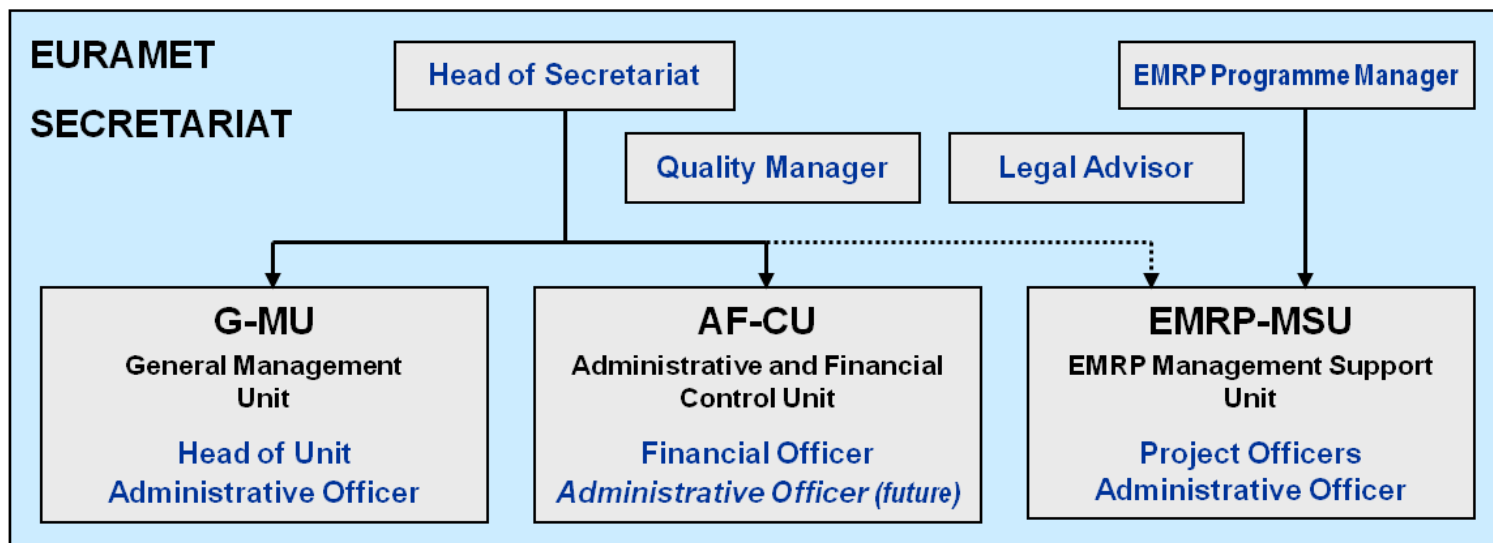 EURAMET
SECRETARIAT
Head of Secretariat
EMRP Programme Manager
Quality Manager
Legal Advisor
G-MU
General Management
Unit
Head of Unit
Administrative Officer
AF-CU
Administrative and Financial
Control Unit
Financial Officer
Administrative Officer (future)
EMRP-MSU
EMRP Management Support
Unit
Project Officers
Administrative Officer